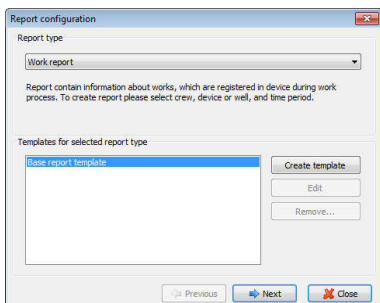 Report configuration
Report type
Work report
Report contain information about works, which are registered in device during work
process. To create report please select crew, device or well, and time period.
Templates for selected report type
Base report template
Create template
Edit
Remove...
Previous
Next
Close